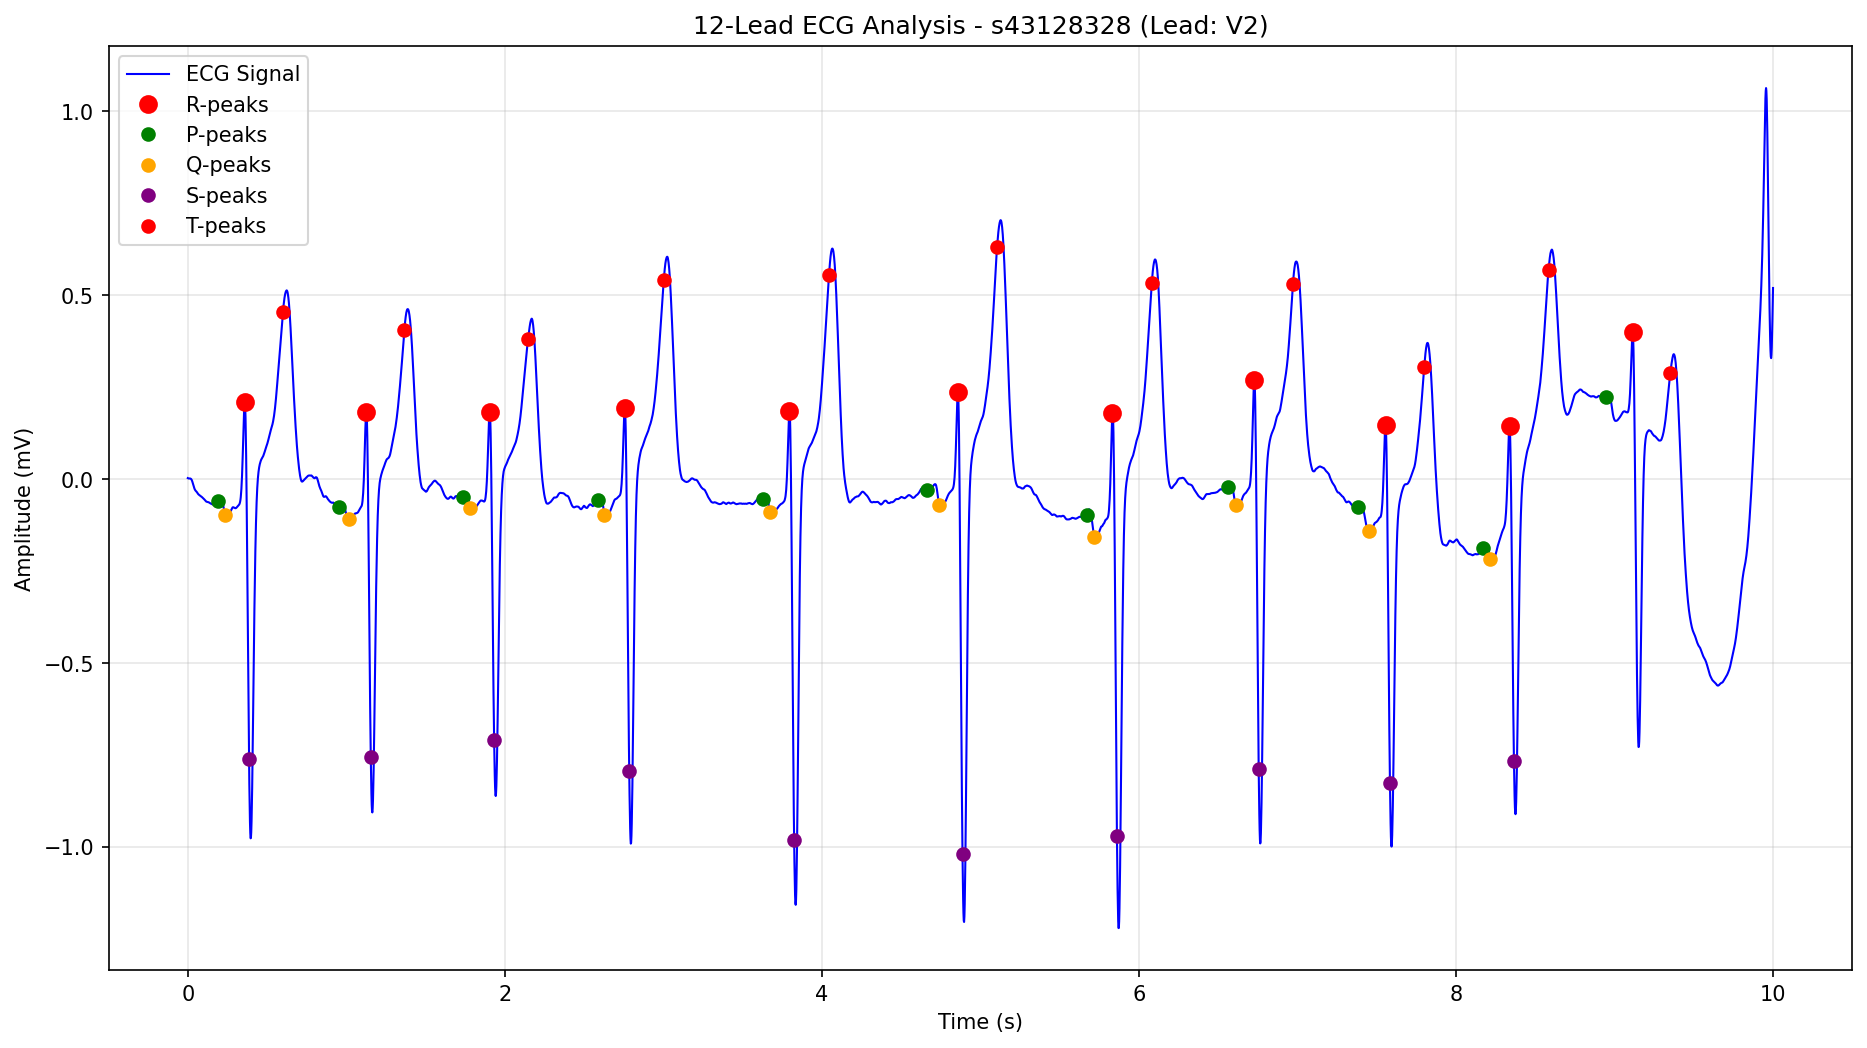 12-Lead ECG Analysis - s43128328 (Lead: V2)
ECG Signal
R-peaks
P-peaks
Q-peaks
S-peaks
T-peaks
Amplitude (mV)
1.0
0.5
0.0
−0.5
−1.0
0 2 4 6 8 10
Time (s)